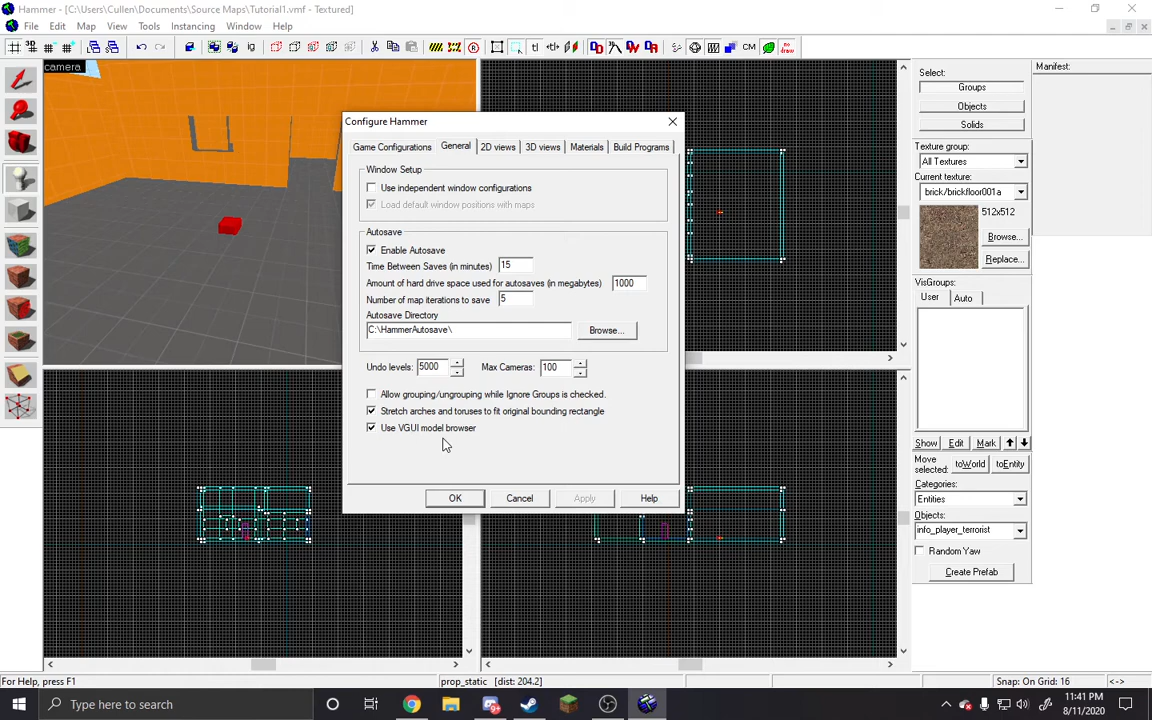 Hammer - [C:\Users\Cullen\Documents\Source Maps\Tutorial1.vmf - Textured]
File Edit Map View Tools Instancing Window Help
CM
camera
Configure Hammer
Game Configurations General 2D views 3D views Materials Build Programs
Window Setup
Use independent window configurations
Load default window positions with maps
Autosave
Enable Autosave
Time Between Saves (in minutes) 15
Amount of hard drive space used for autosaves (in megabytes) 1000
Number of map iterations to save 5
Autosave Directory
C:\HammerAutosave\ Browse...
Undo levels: 5000 Max Cameras: 100
Allow grouping/ungrouping while Ignore Groups is checked.
Stretch arches and toruses to fit original bounding rectangle
Use VGUI model browser
OK Cancel Apply Help
Select:
Groups
Objects
Solids
Texture group:
All Textures
Current texture:
brick/brickfloor001a
512x512
Browse...
Replace...
VisGroups:
User Auto
Show Edit Mark
Move selected: toWorld toEntity
Categories:
Entities
Objects:
info_player_terrorist
Random Yaw
Create Prefab
Manifest:
For Help, press F1
prop_static [dist: 204.2]
Snap: On Grid: 16 <->
Type here to search
11:41 PM
8/11/2020